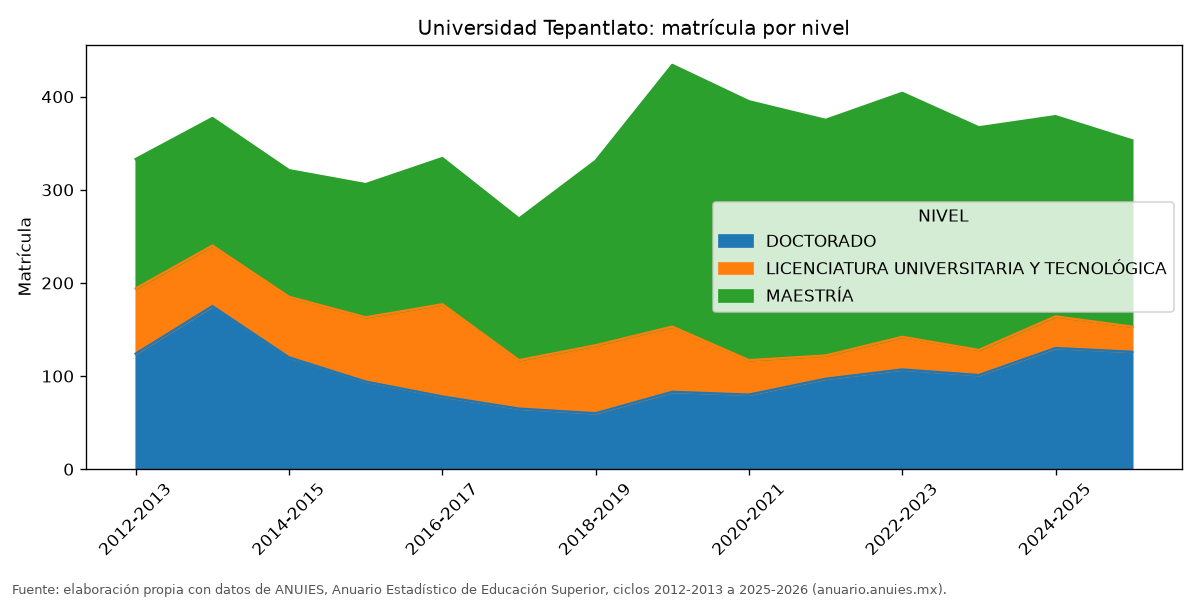 Universidad Tepantlato: matrícula por nivel
Matrícula
400
300
200
100
0
NIVEL
DOCTORADO
LICENCIATURA UNIVERSITARIA Y TECNOLÓGICA
MAESTRÍA
2012-2013
2014-2015
2016-2017
2018-2019
2020-2021
2022-2023
2024-2025
Fuente: elaboración propia con datos de ANUIES, Anuario Estadístico de Educación Superior, ciclos 2012-2013 a 2025-2026 (anuario.anuies.mx).